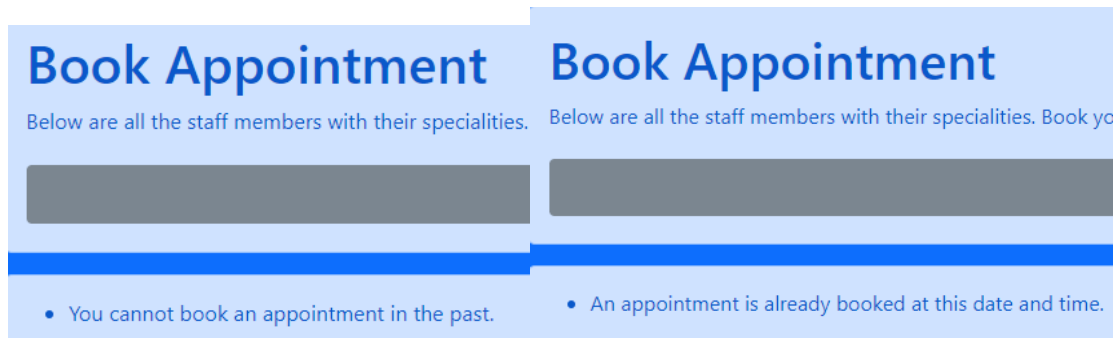 Book Appointment
Below are all the staff members with their specialities.
• You cannot book an appointment in the past.
Book Appointment
Below are all the staff members with their specialities. Book yo
• An appointment is already booked at this date and time.